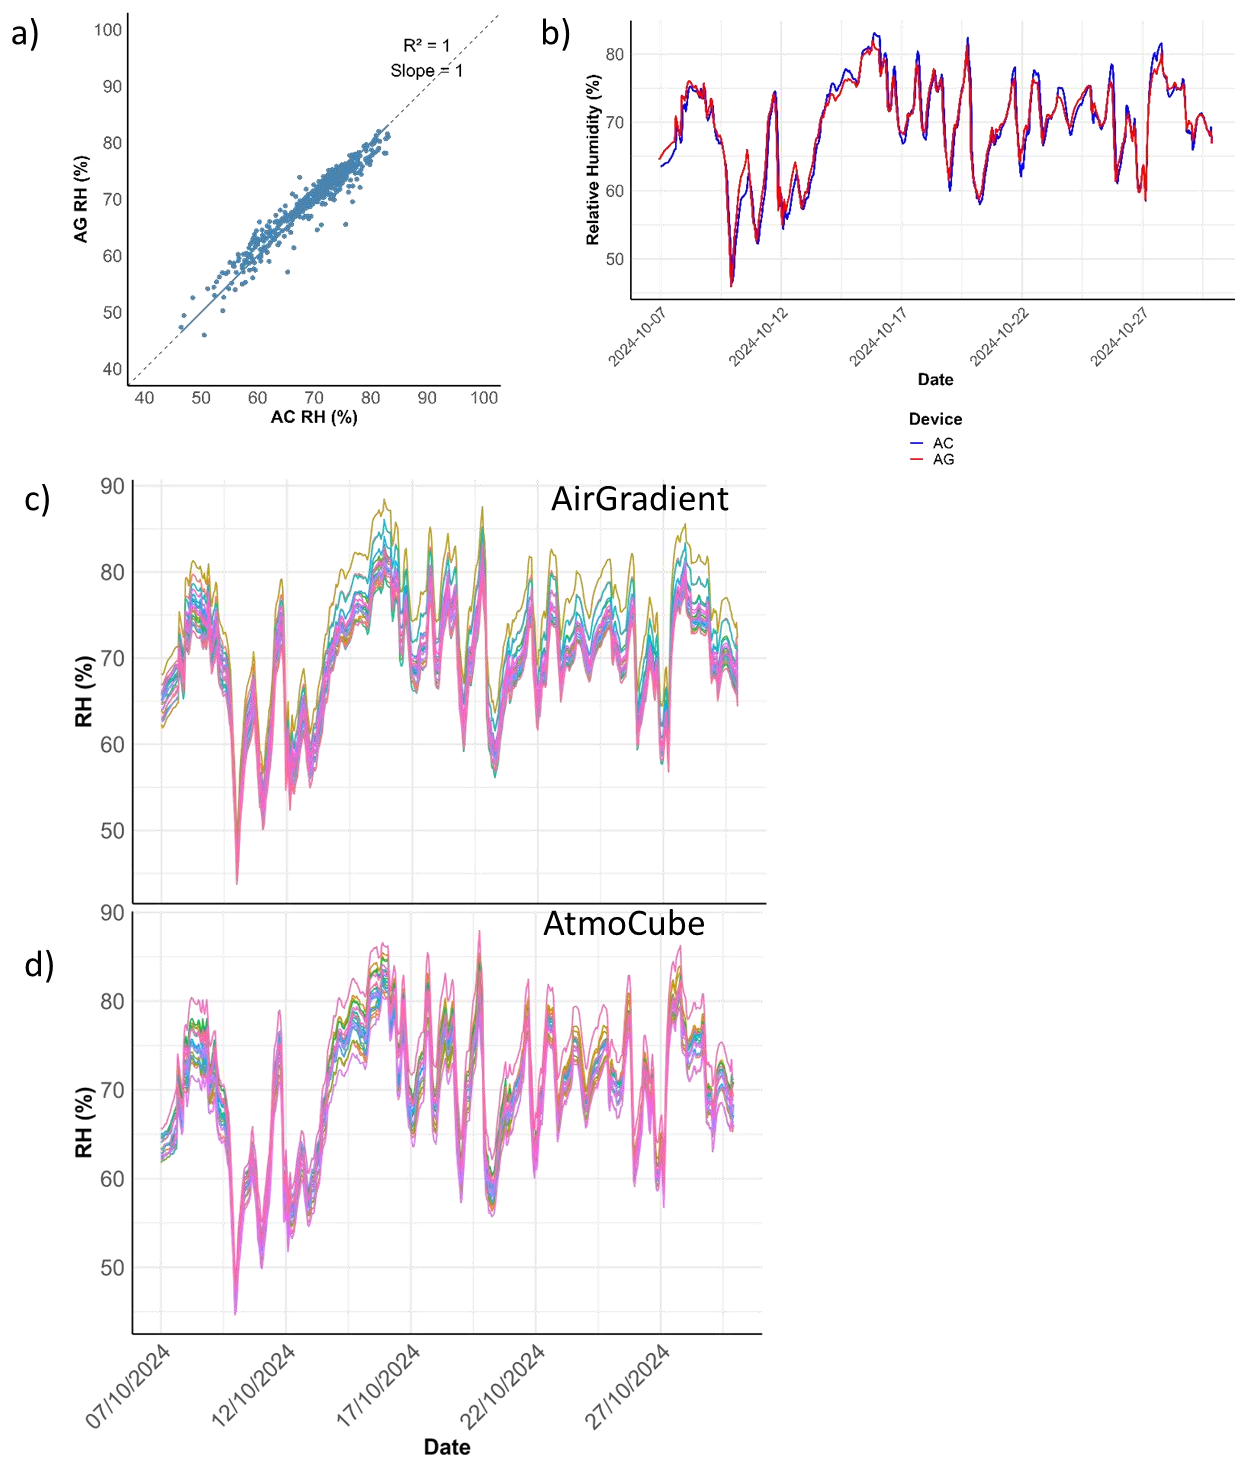 a)
R² = 1
Slope = 1
100
90
80
70
60
50
40
AG RH (%)
40 50 60 70 80 90 100
AC RH (%)
b)
80
70
60
50
Relative Humidity (%)
2024-10-07 2024-10-12 2024-10-17 2024-10-22 2024-10-27
Date
Device
AC
AG
c)
AirGradient
90
80
70
60
50
RH (%)
d)
AtmoCube
90
80
70
60
50
RH (%)
07/10/2024 12/10/2024 17/10/2024 22/10/2024 27/10/2024
Date